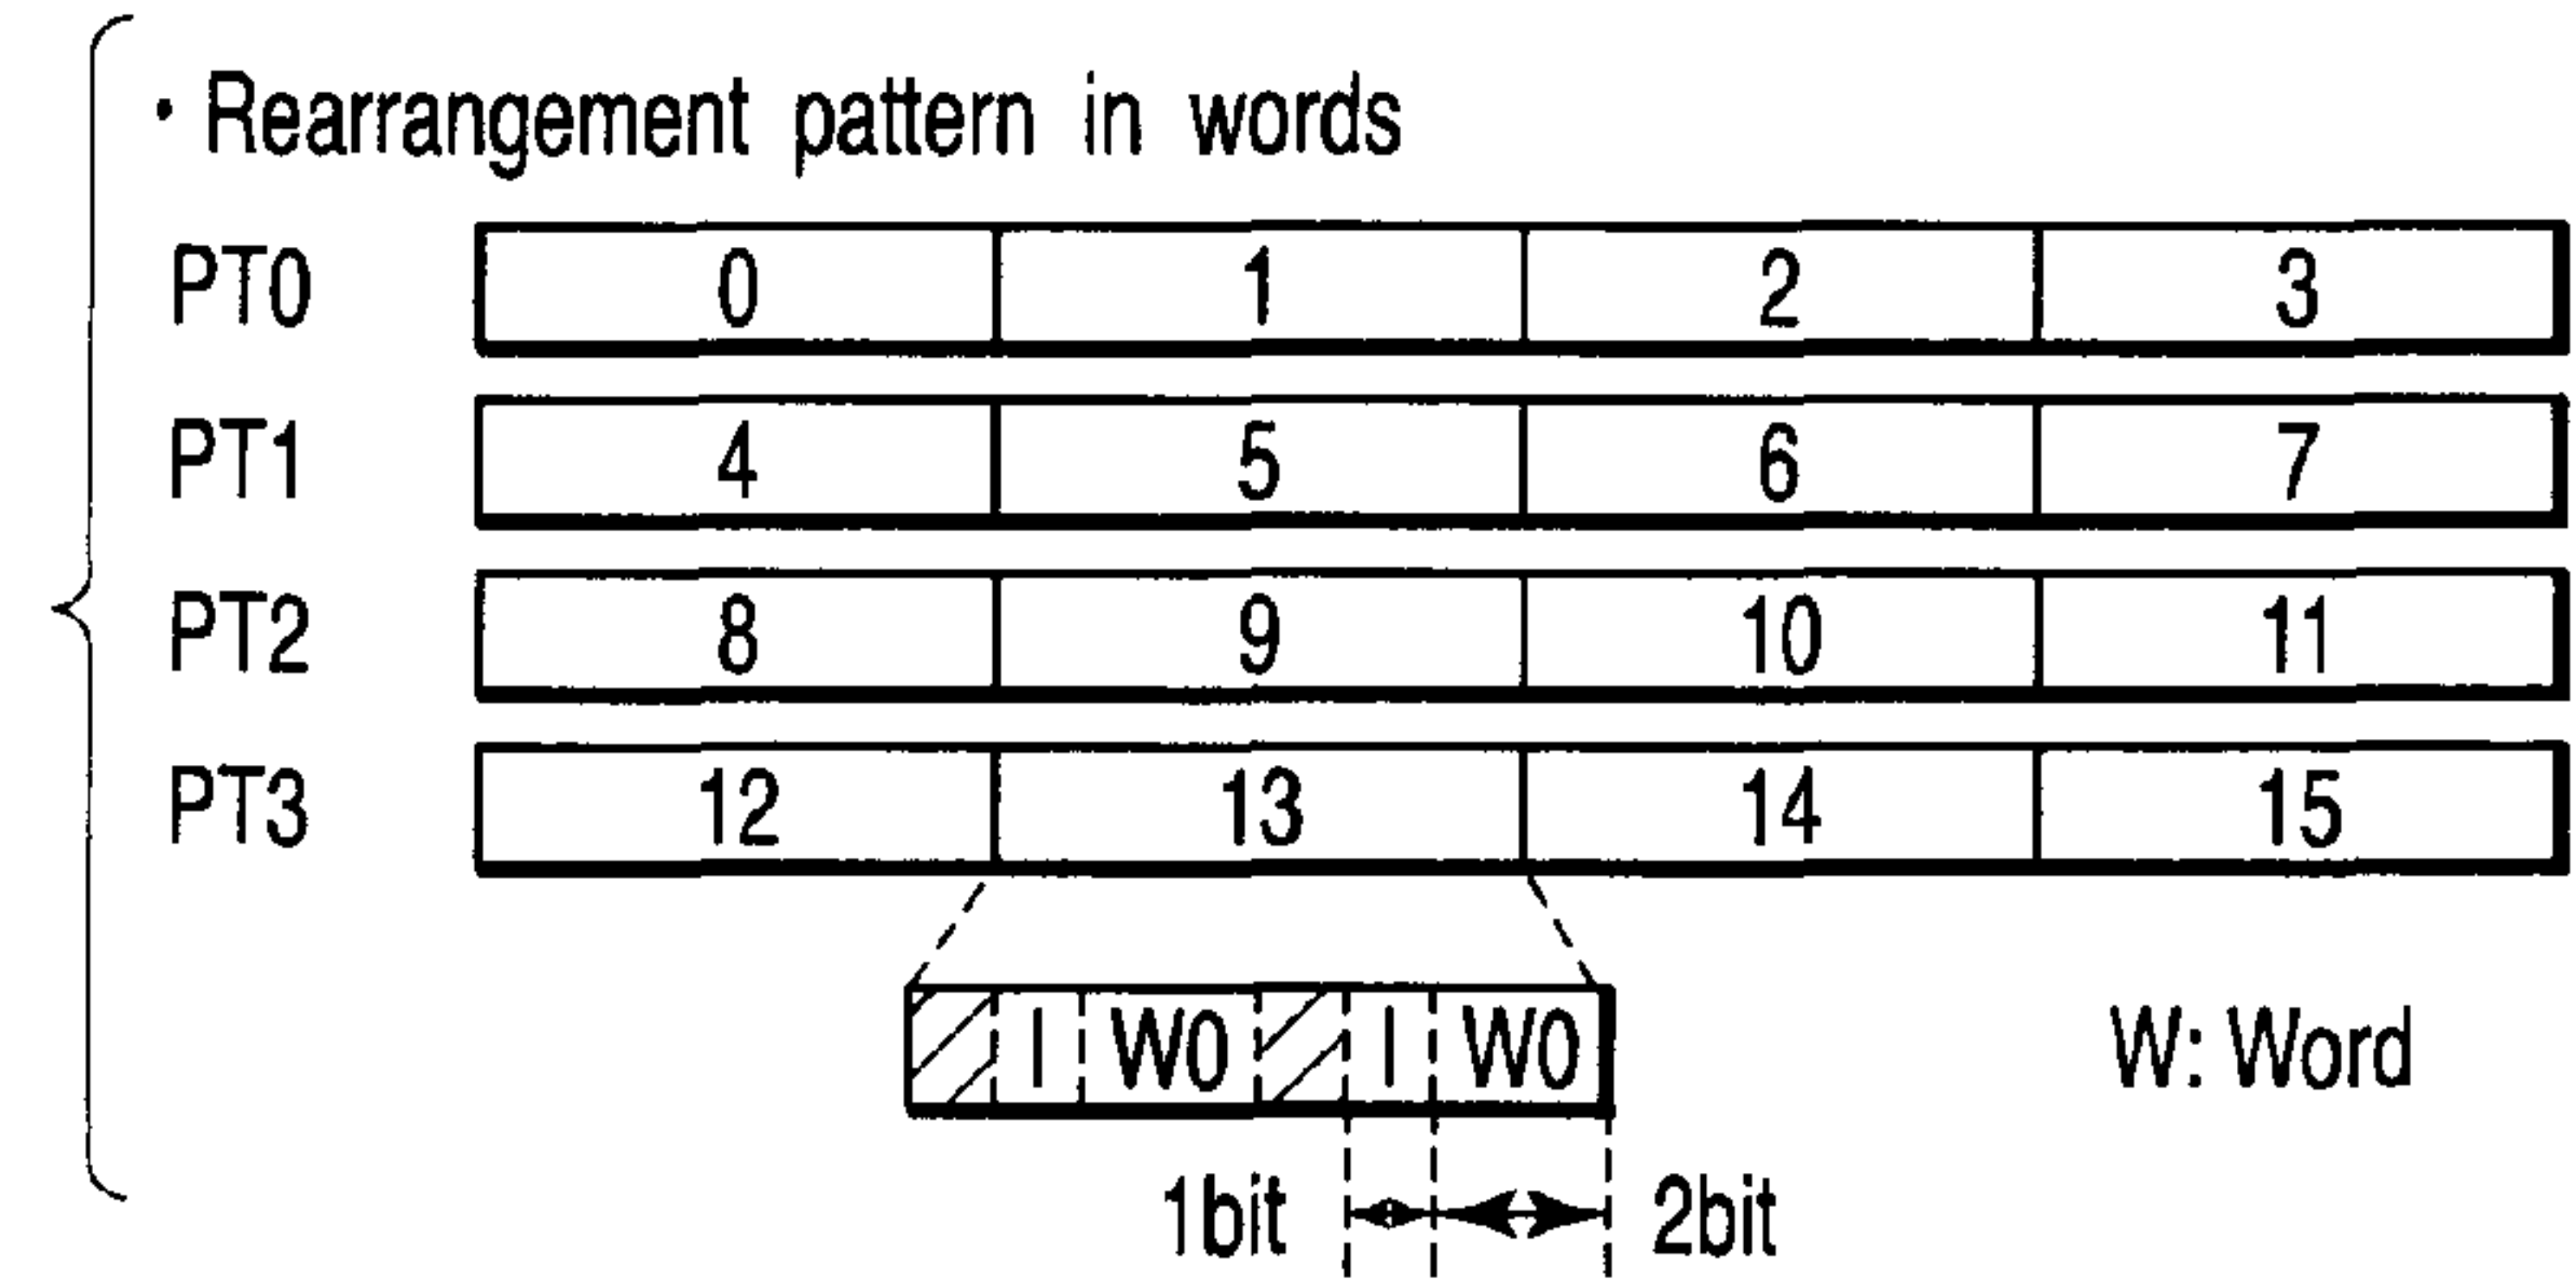 · Rearrangement pattern in words
PT0 0 1 2 3
PT1 4 5 6 7
PT2 8 9 10 11
PT3 12 13 14 15
I W0 I W0
W: Word
1bit 2bit